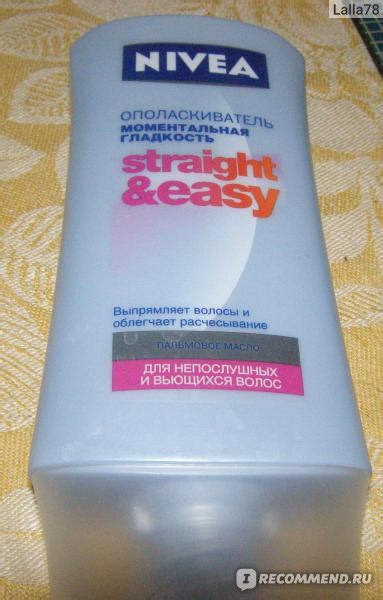 Lalla78
NIVEA
ОПОЛАСКИВАТЕЛЬ
МОМЕНТАЛЬНАЯ
ГЛАДКОСТЬ
straight
&easy
Выпрямляет волосы и
облегчает расчесывание
ПАЛЬМОВОЕ МАСЛО
ДЛЯ НЕПОСЛУШНЫХ
И ВЬЮЩИХСЯ ВОЛОС
IRECOMMEND.RU